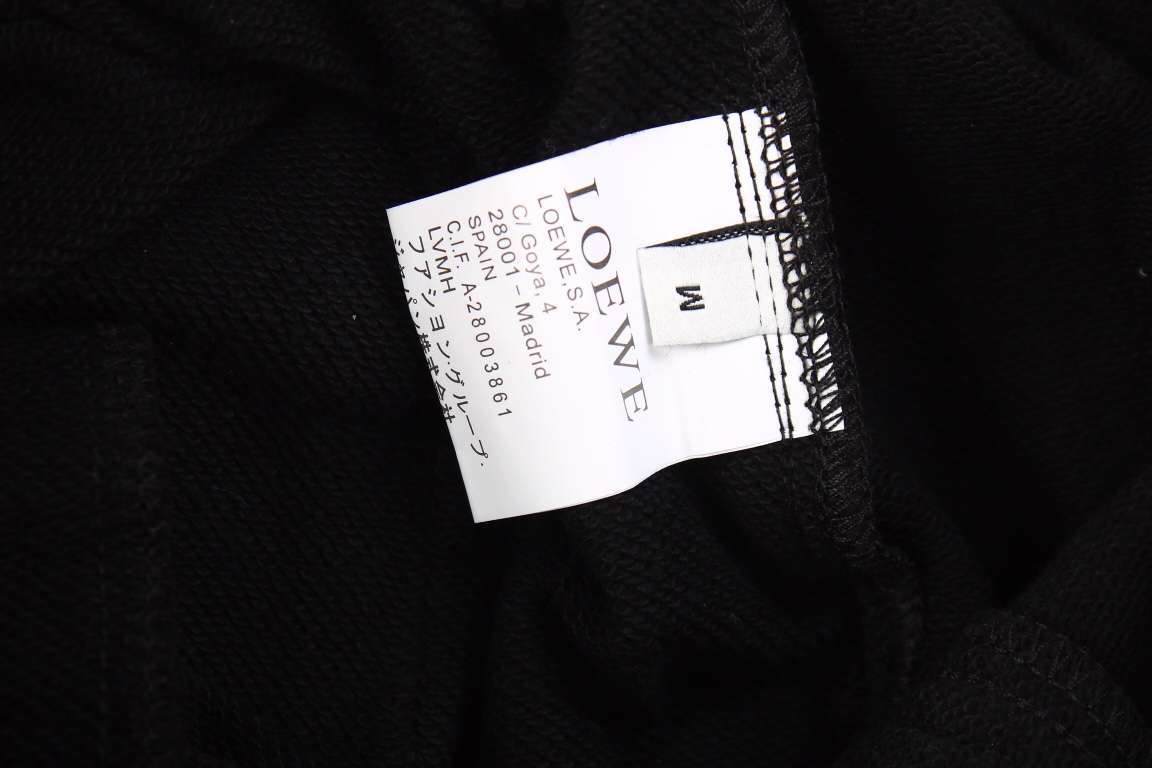 LOEWE
LOEWE,S.A.
C/ Goya, 4
28001 - Madrid
SPAIN
C.I.F. A-28003861
LVMH
ファション・グループ・
ジャパン株式会社
M